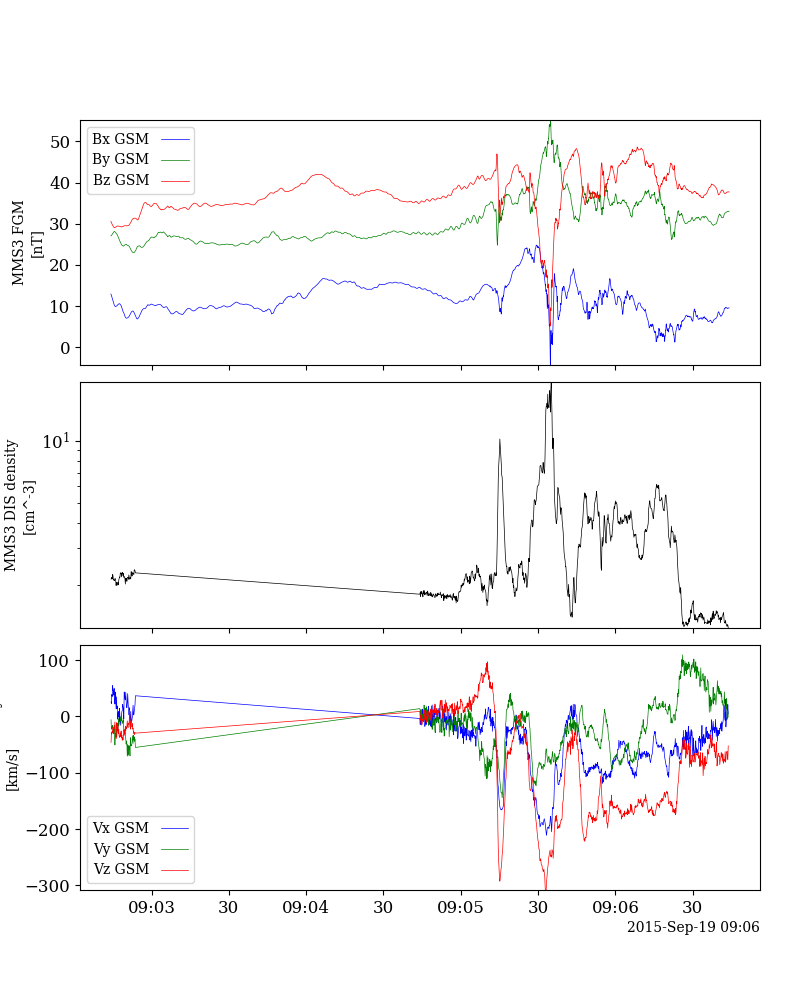 MMS3 FGM
[nT]
50
40
30
20
10
0
Bx GSM
By GSM
Bz GSM
MMS3 DIS density
[cm^-3]
10^1
[km/s]
100
0
−100
−200
−300
Vx GSM
Vy GSM
Vz GSM
09:03 30 09:04 30 09:05 30 09:06 30
2015-Sep-19 09:06